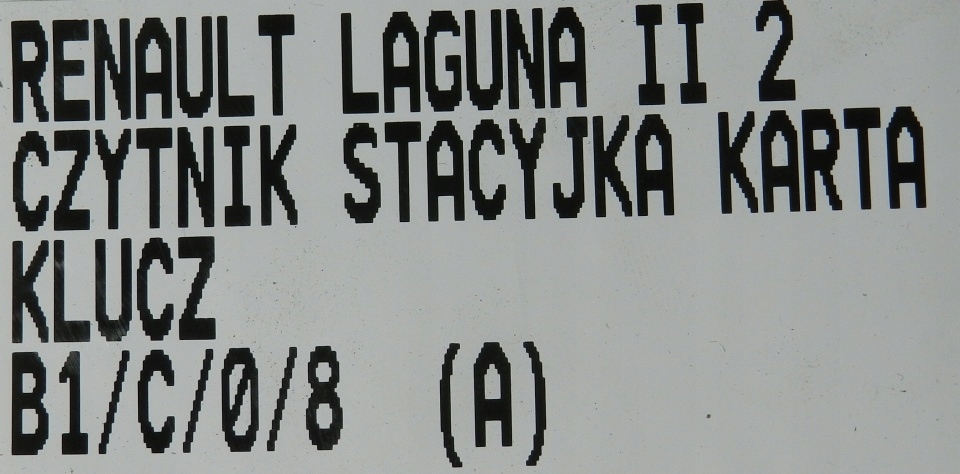 RENAULT LAGUNA II 2
CZYTNIK STACYJKA KARTA
KLUCZ
B1/C/0/8 (A)